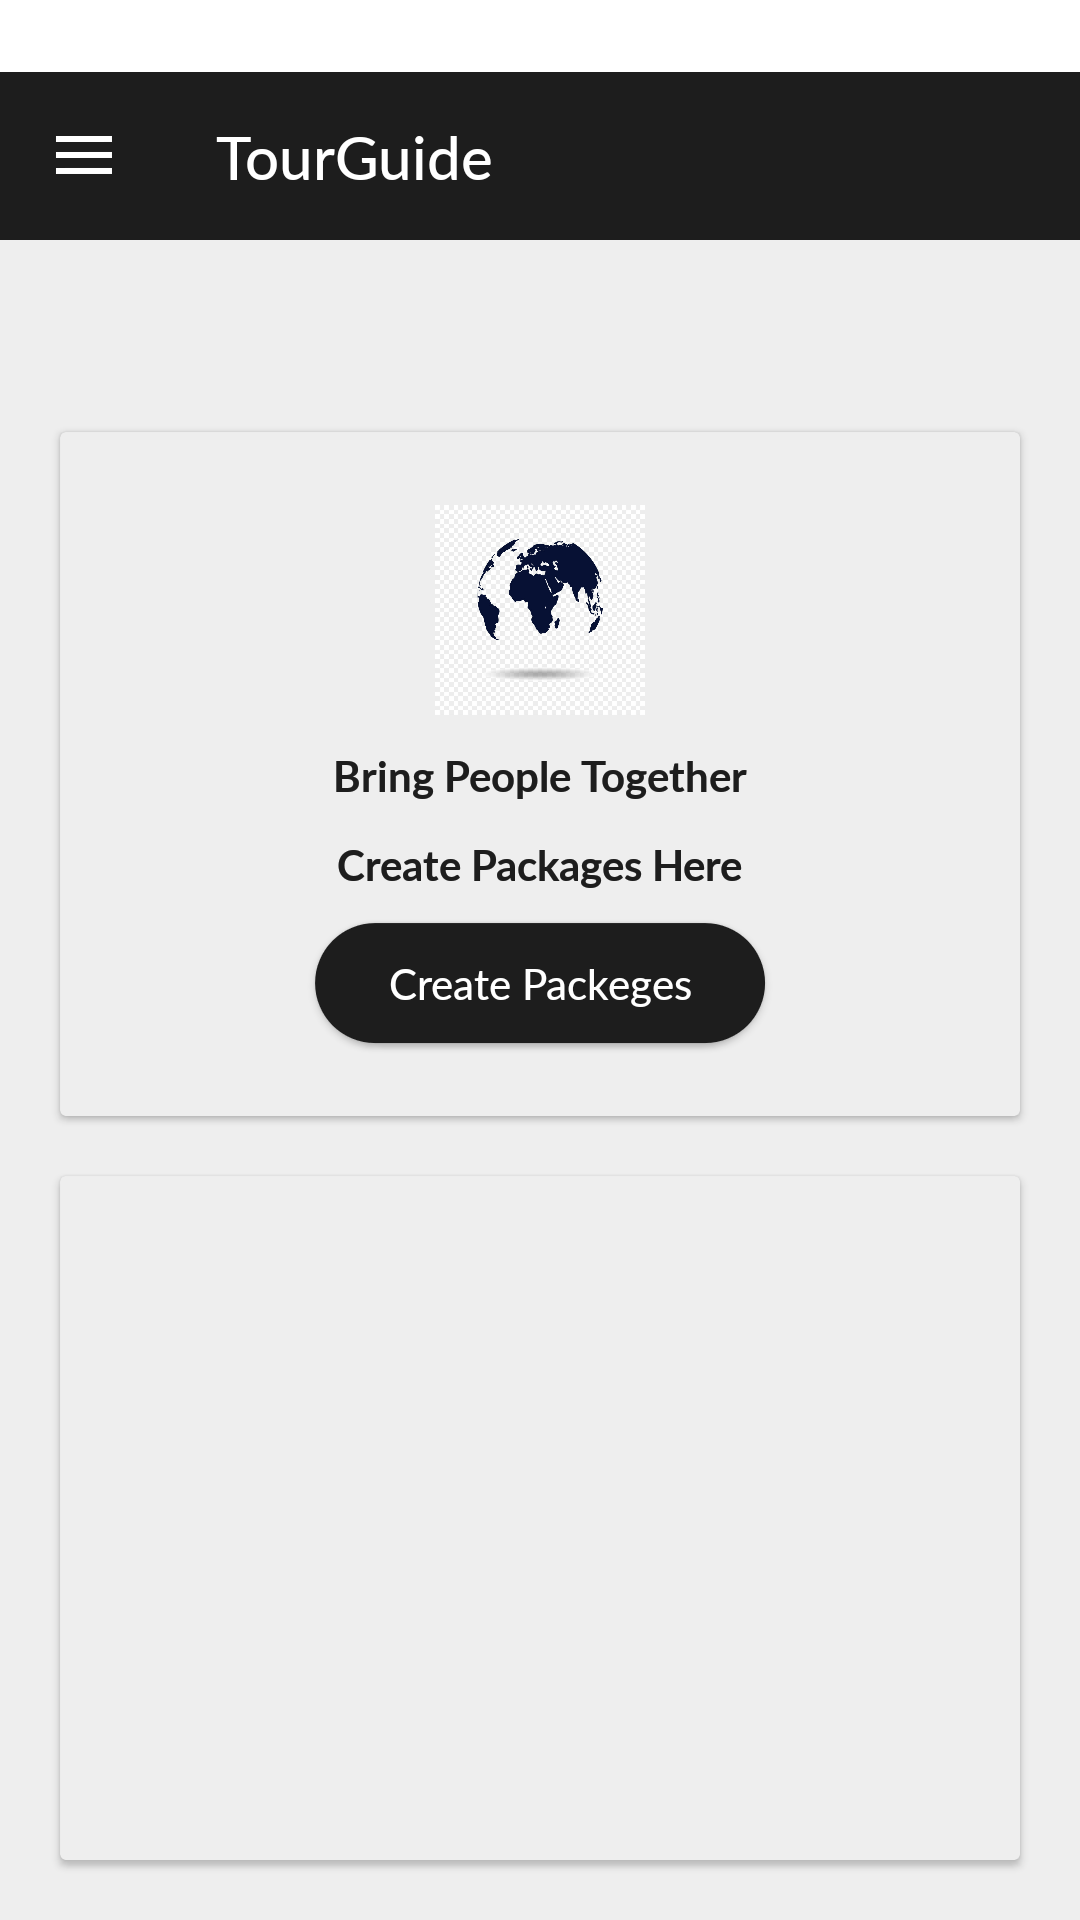 TourGuide
Bring People Together
Create Packages Here
Create Packeges